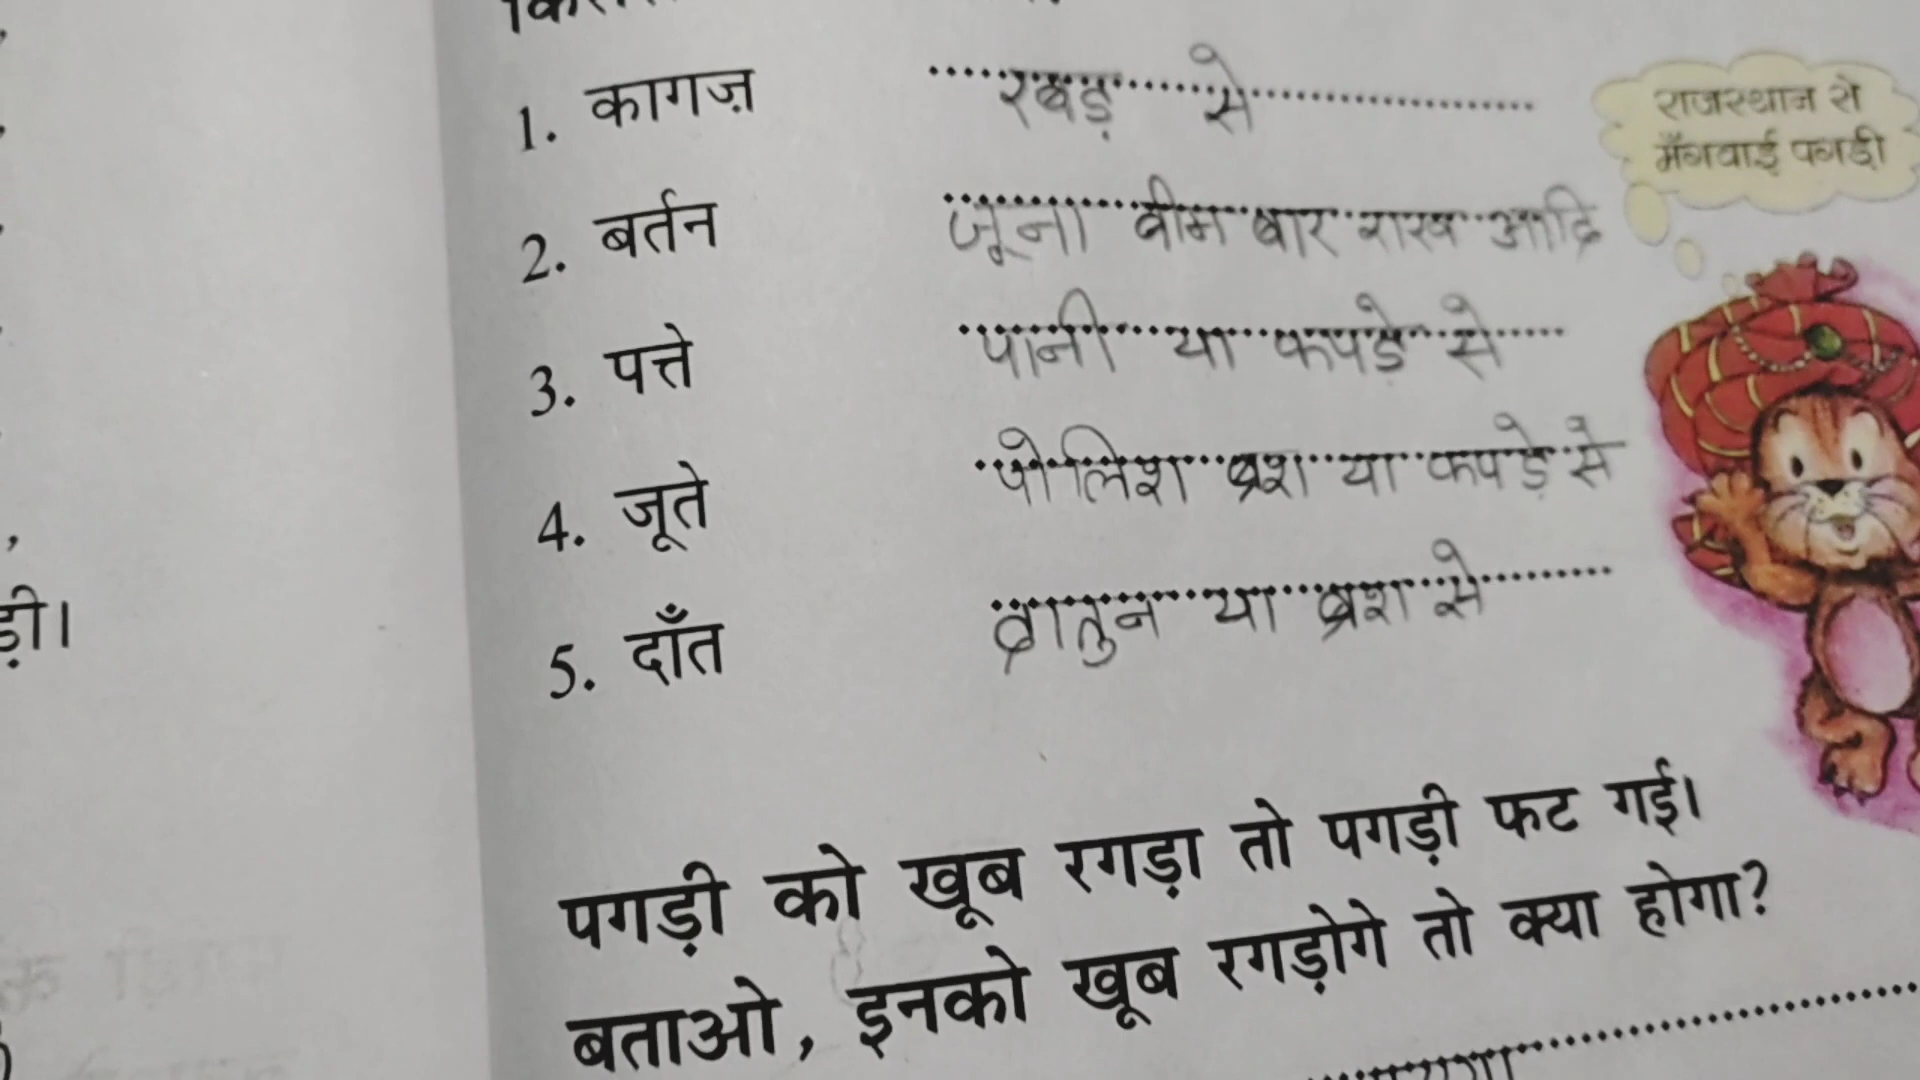 1. कागज़ रबड़ से
2. बर्तन जूना वीम बार राख आदि
3. पत्ते पानी या कपड़े से
4. जूते पोलिश ब्रश या कपड़े से
5. दाँत दातुन या ब्रश से
राजस्थान से
मँगवाई पगड़ी
ड़ी।
पगड़ी को खूब रगड़ा तो पगड़ी फट गई।
बताओ, इनको खूब रगड़ोगे तो क्या होगा?